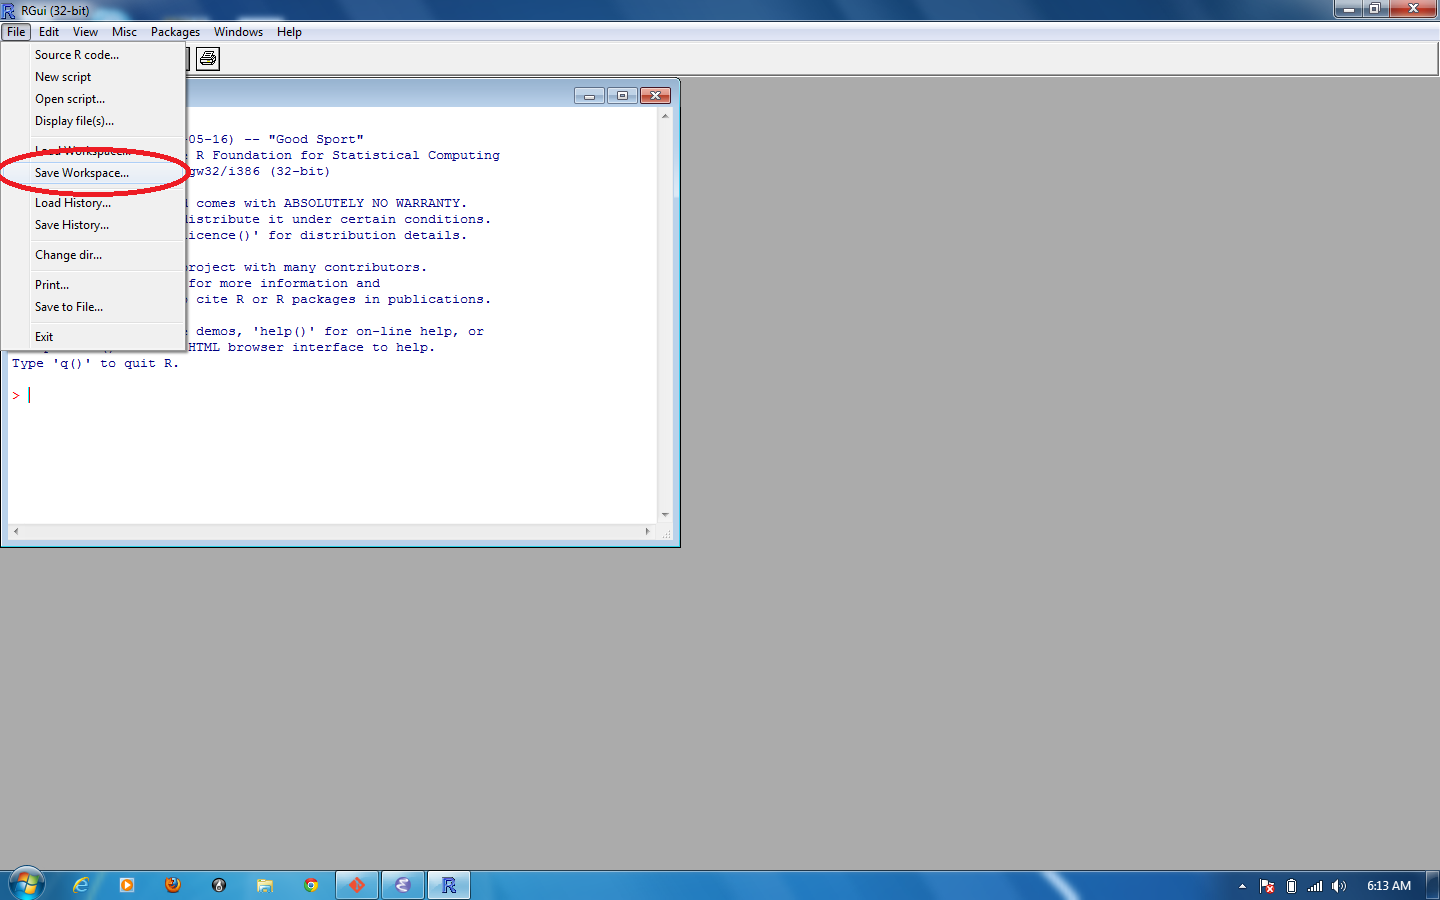 RGui (32-bit)
File Edit View Misc Packages Windows Help
Source R code...
New script
Open script...
Display file(s)...
Load Workspace...
Save Workspace...
Load History...
Save History...
Change dir...
Print...
Save to File...
Exit
05-16) -- "Good Sport"
R Foundation for Statistical Computing
gw32/i386 (32-bit)
comes with ABSOLUTELY NO WARRANTY.
distribute it under certain conditions.
icence()' for distribution details.
project with many contributors.
for more information and
cite R or R packages in publications.
demos, 'help()' for on-line help, or
HTML browser interface to help.
Type 'q()' to quit R.
>
6:13 AM